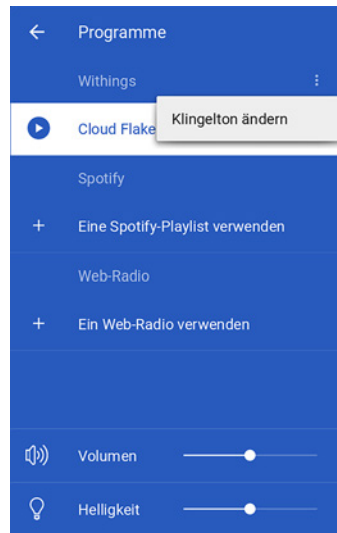 Programme
Withings
Klingelton ändern
Cloud Flake
Spotify
Eine Spotify-Playlist verwenden
Web-Radio
Ein Web-Radio verwenden
Volumen
Helligkeit